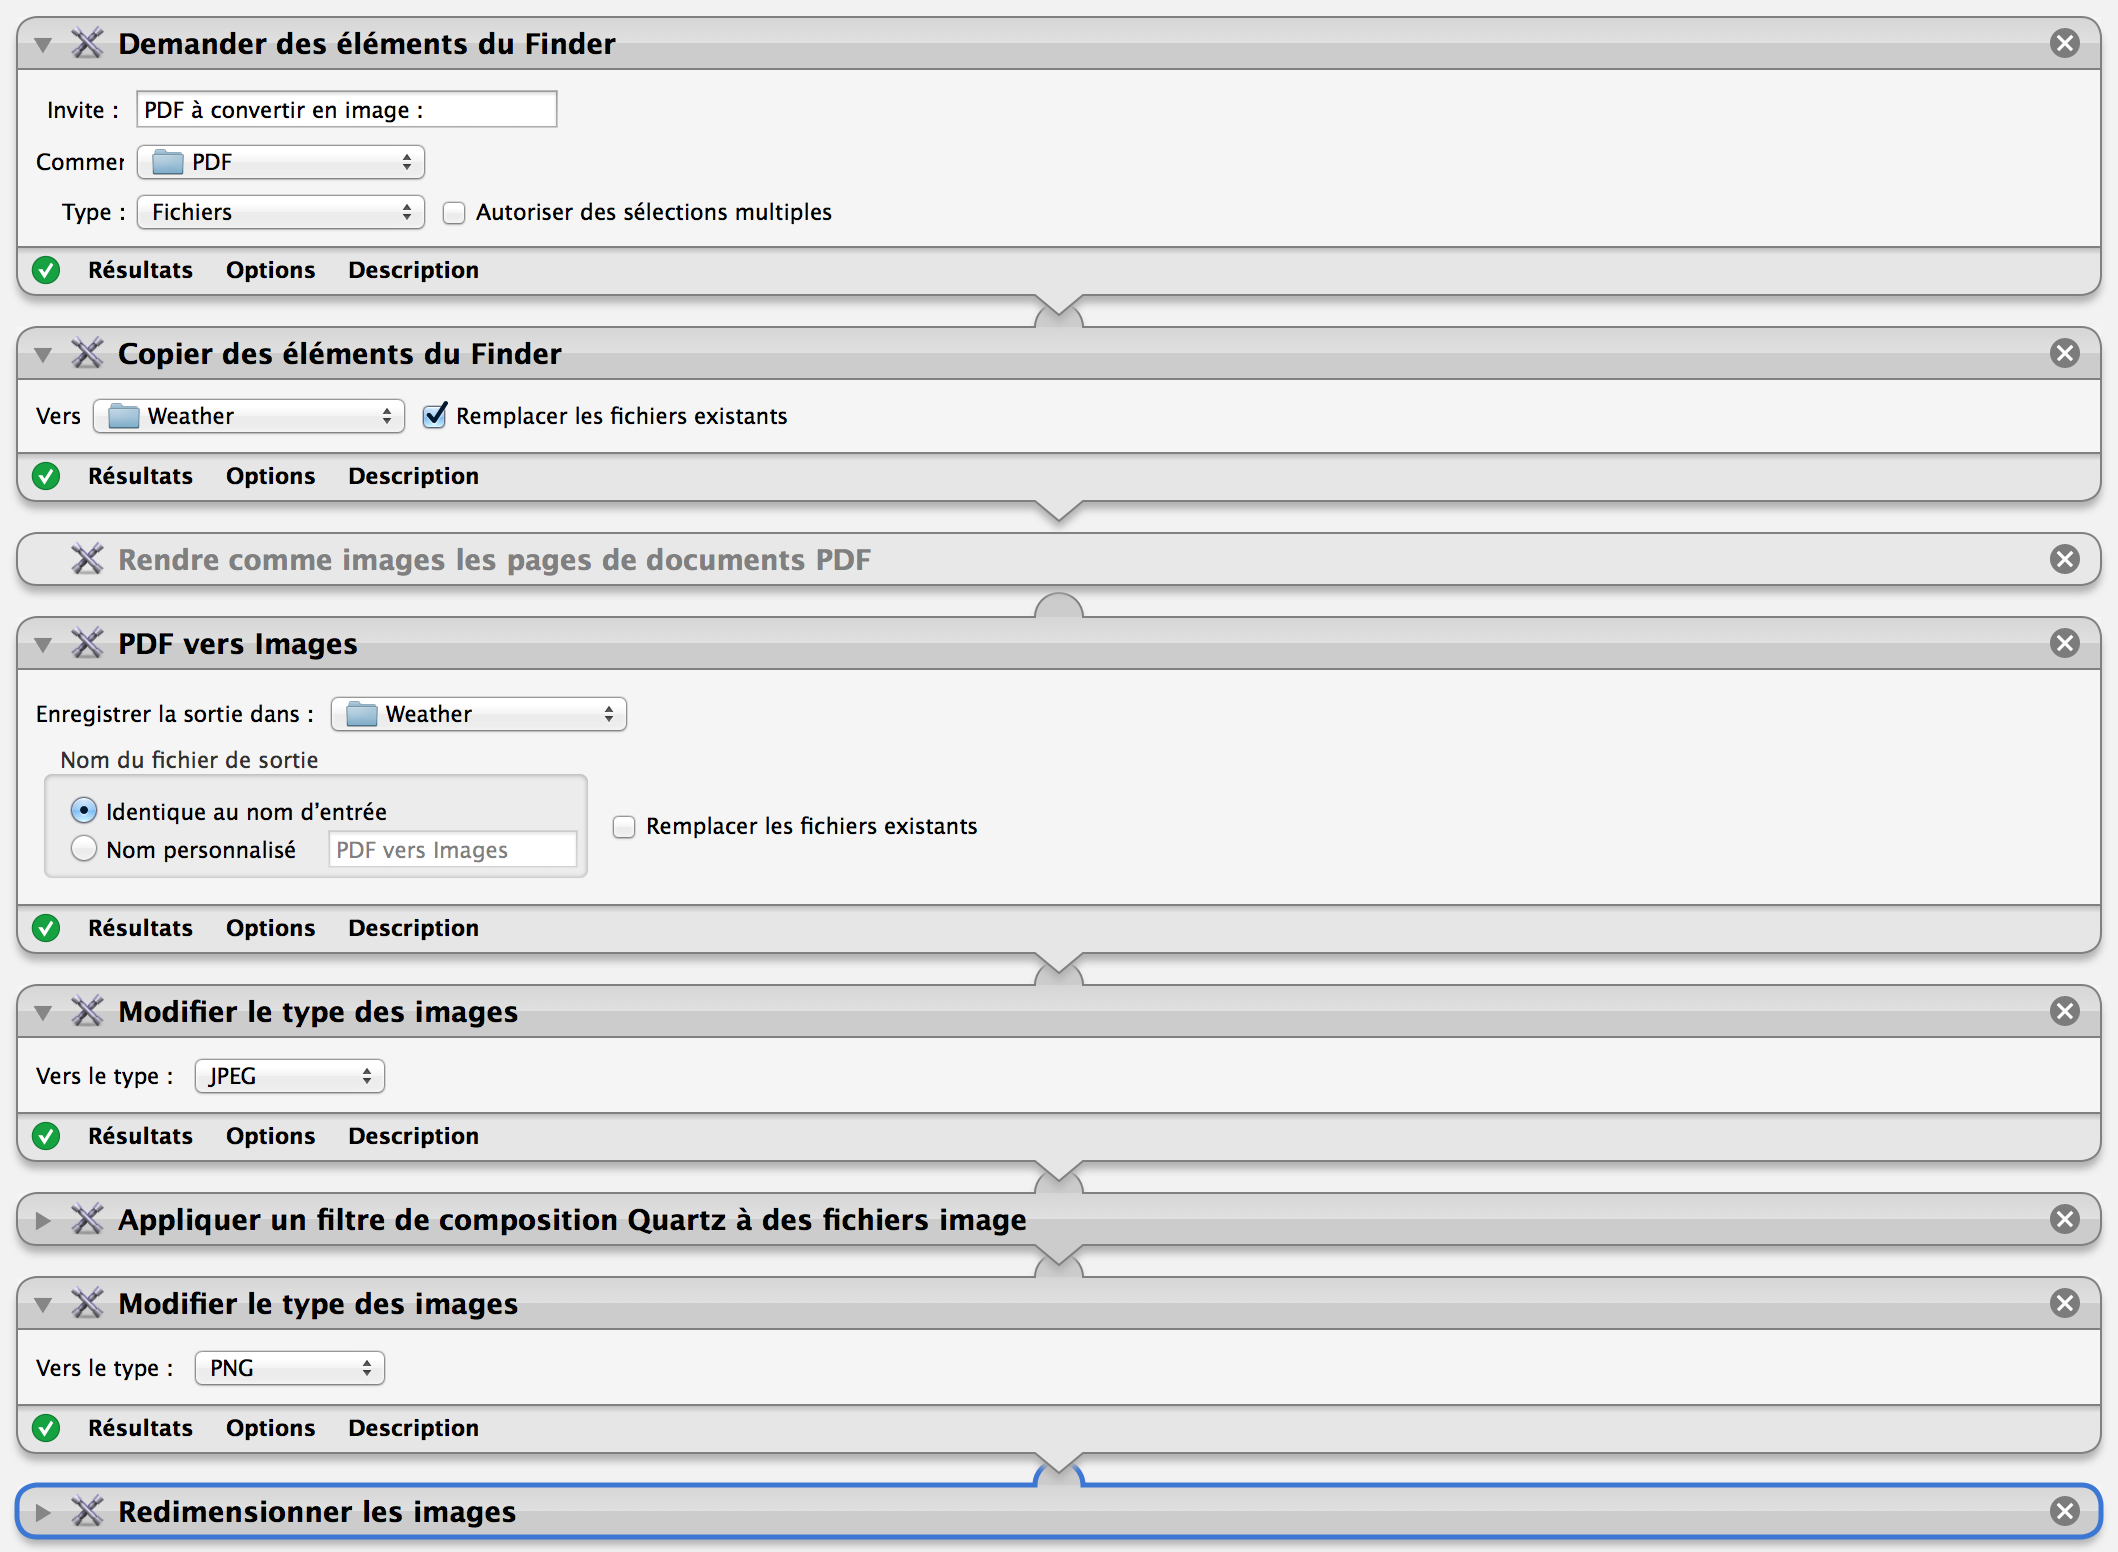 Demander des éléments du Finder
Invite : PDF à convertir en image :
Commer PDF
Type : Fichiers Autoriser des sélections multiples
Résultats Options Description
Copier des éléments du Finder
Vers Weather Remplacer les fichiers existants
Résultats Options Description
Rendre comme images les pages de documents PDF
PDF vers Images
Enregistrer la sortie dans : Weather
Nom du fichier de sortie
Identique au nom d’entrée
Remplacer les fichiers existants
Nom personnalisé PDF vers Images
Résultats Options Description
Modifier le type des images
Vers le type : JPEG
Résultats Options Description
Appliquer un filtre de composition Quartz à des fichiers image
Modifier le type des images
Vers le type : PNG
Résultats Options Description
Redimensionner les images